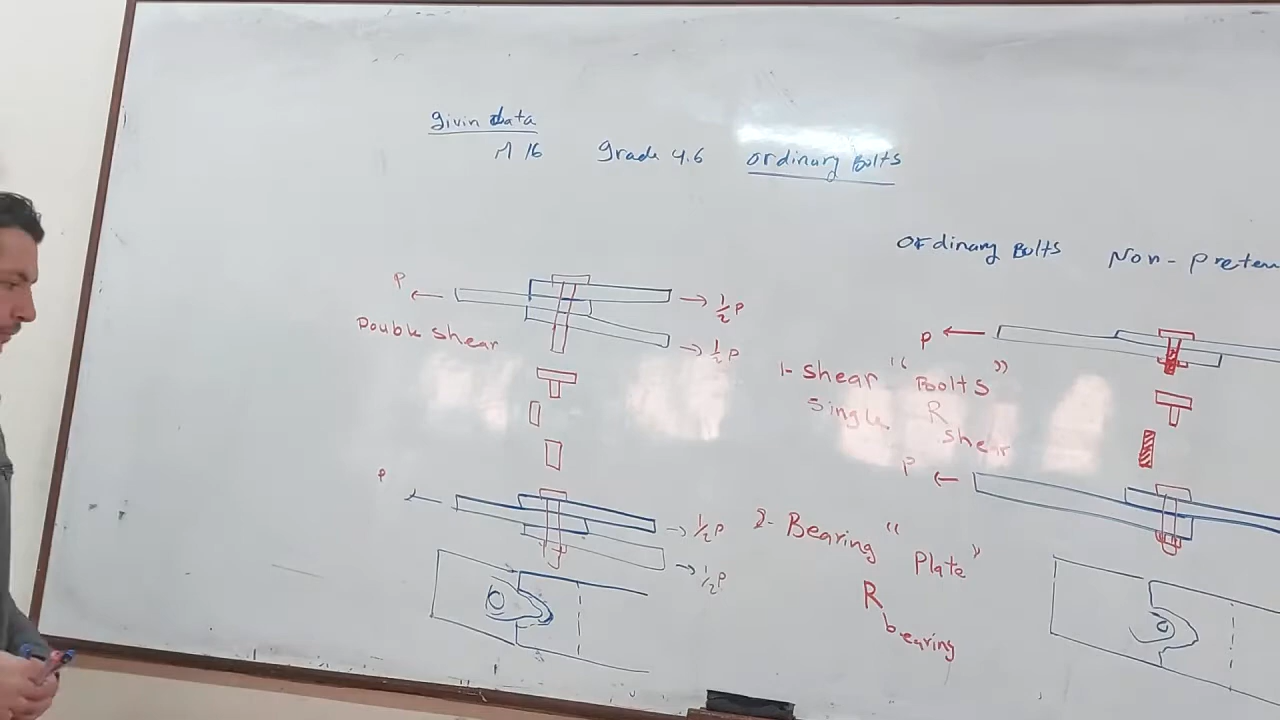 givin data
M 16 grade 4.6 ordinary Bolts
Ordinary Bolts Non-preten
P
1/2 P
Double shear
1/2 P
P
1- shear "Boolts"
single R shear
P
P
1/2 P
1/2 P
2- Bearing "Plate"
R bearing